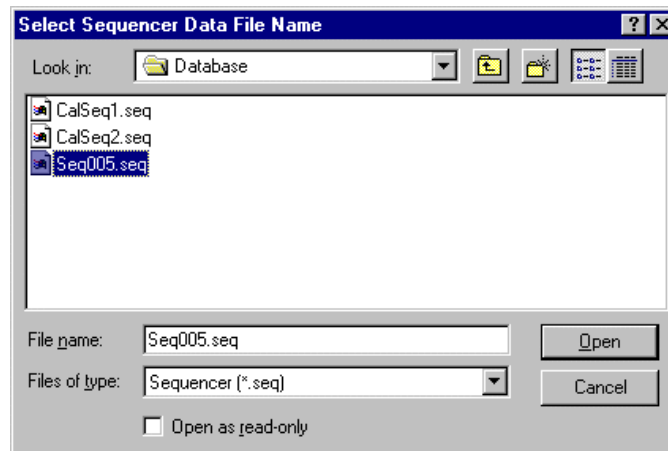 Select Sequencer Data File Name
Look in: Database
CalSeq1.seq
CalSeq2.seq
Seq005.seq
File name: Seq005.seq Open
Files of type: Sequencer (*.seq) Cancel
Open as read-only